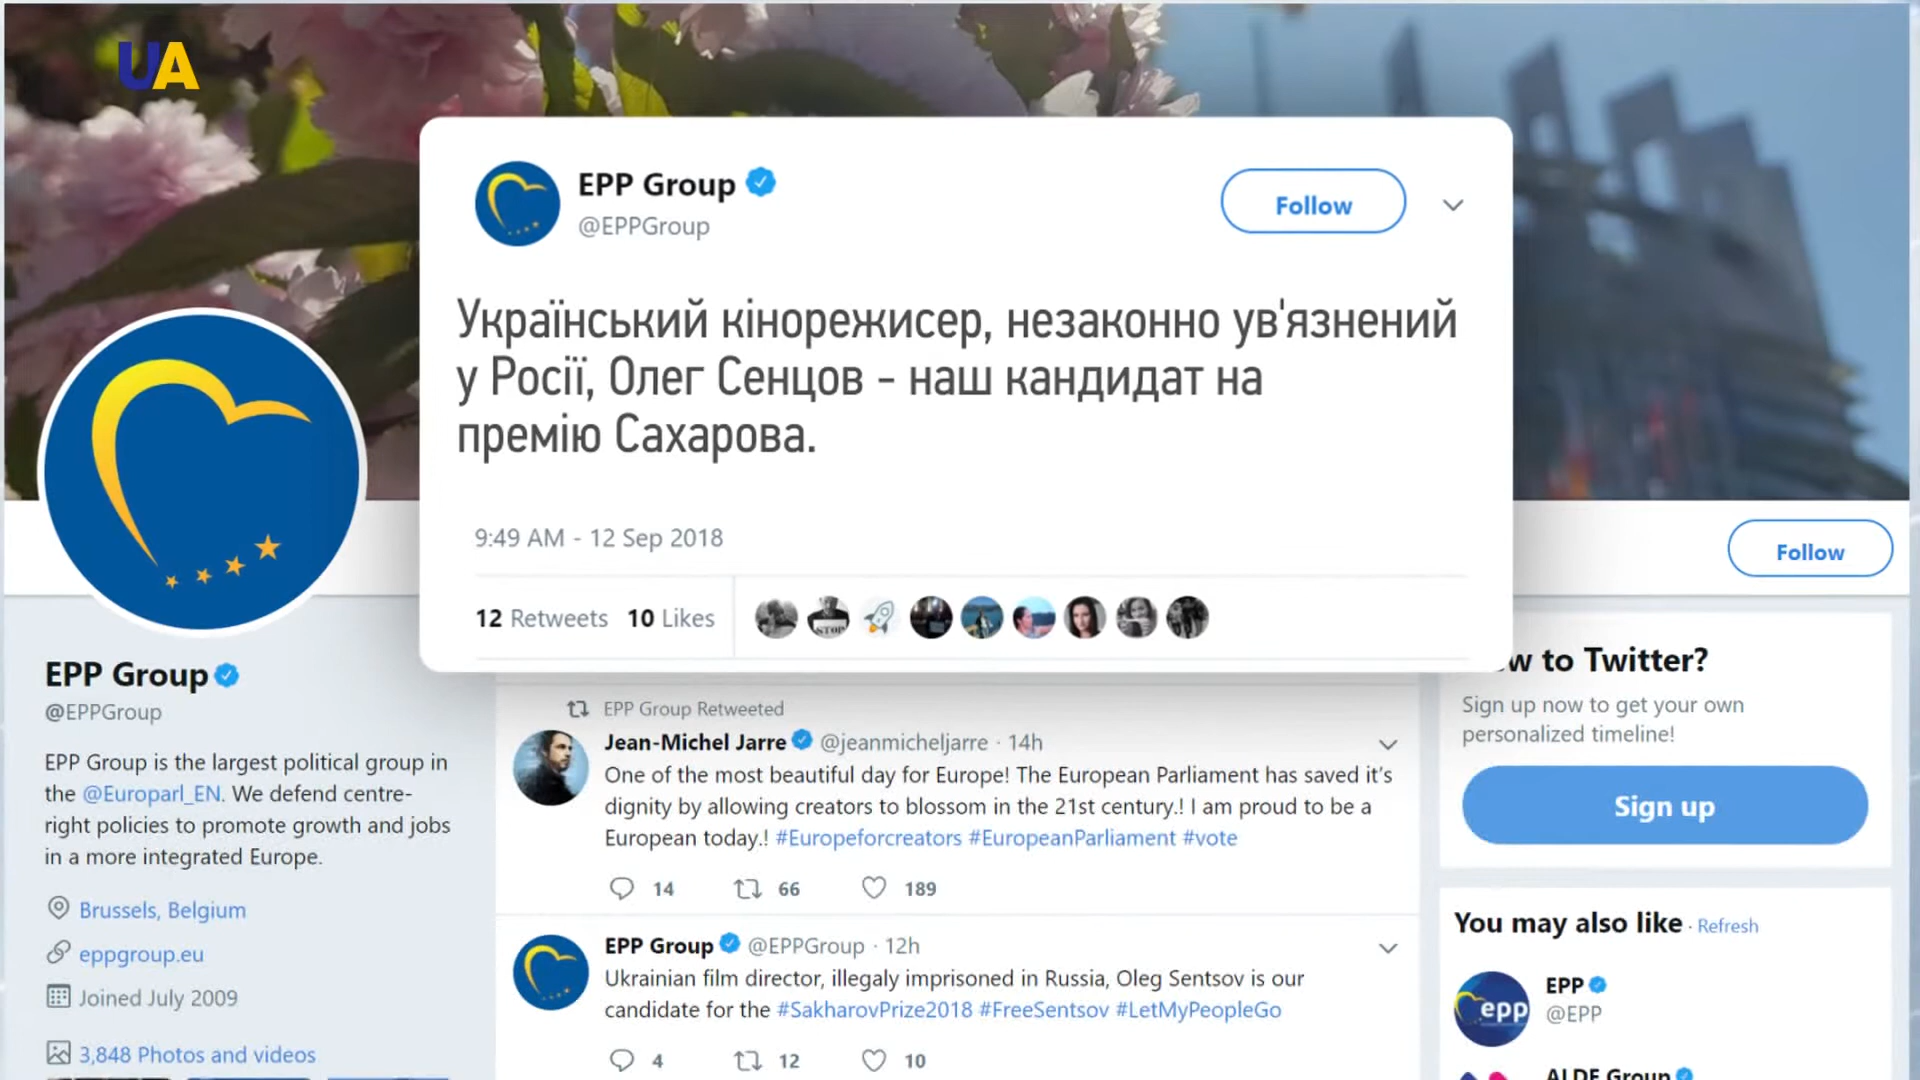 UA
EPP Group
@EPPGroup
Follow
Український кінорежисер, незаконно ув'язнений
у Росії, Олег Сенцов - наш кандидат на
премію Сахарова.
9:49 AM - 12 Sep 2018
12 Retweets 10 Likes
STOP
Follow
EPP Group
@EPPGroup
EPP Group is the largest political group in
the @Europarl_EN. We defend centre-
right policies to promote growth and jobs
in a more integrated Europe.
Brussels, Belgium
eppgroup.eu
Joined July 2009
3,848 Photos and videos
EPP Group Retweeted
Jean-Michel Jarre @jeanmicheljarre · 14h
One of the most beautiful day for Europe! The European Parliament has saved it's
dignity by allowing creators to blossom in the 21st century.! I am proud to be a
European today.! #Europeforcreators #EuropeanParliament #vote
14 66 189
EPP Group @EPPGroup · 12h
Ukrainian film director, illegaly imprisoned in Russia, Oleg Sentsov is our
candidate for the #SakharovPrize2018 #FreeSentsov #LetMyPeopleGo
4 12 10
w to Twitter?
Sign up now to get your own
personalized timeline!
Sign up
You may also like · Refresh
epp
EPP
@EPP
ALDE Group